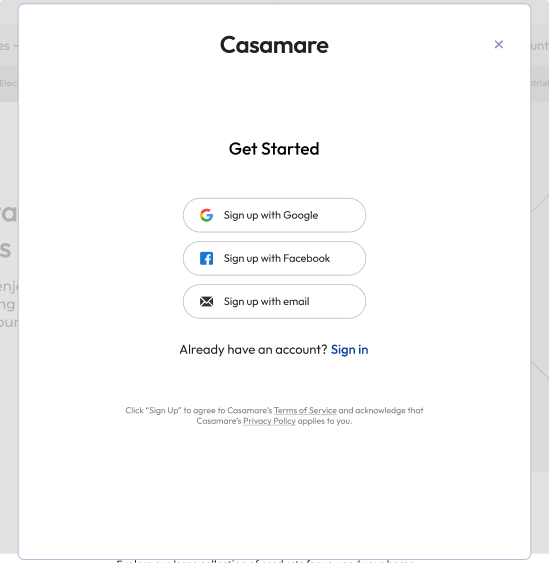 Casamare
×
Get Started
Sign up with Google
Sign up with Facebook
Sign up with email
Already have an account? Sign in
Click “Sign Up” to agree to Casamare's Terms of Service and acknowledge that
Casamare's Privacy Policy applies to you.